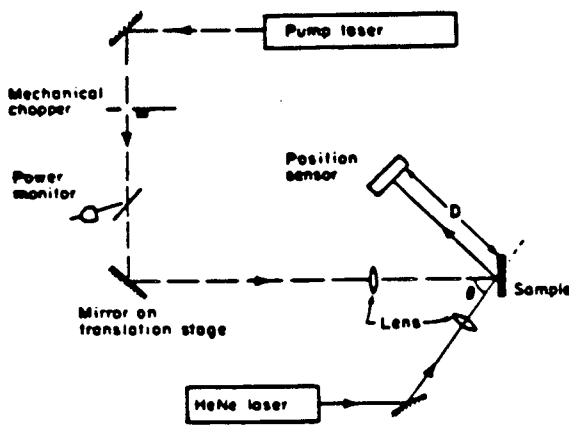 Pump laser
Mechanical
chopper
Position
sensor
Power
monitor
D
θ
Sample
Mirror on
translation stage
Lens
HeNe laser